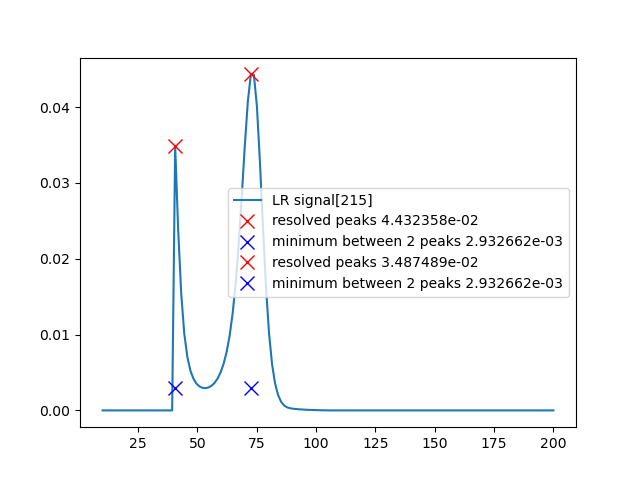 0.04
0.03
0.02
0.01
0.00
LR signal[215]
resolved peaks 4.432358e-02
minimum between 2 peaks 2.932662e-03
resolved peaks 3.487489e-02
minimum between 2 peaks 2.932662e-03
25 50 75 100 125 150 175 200